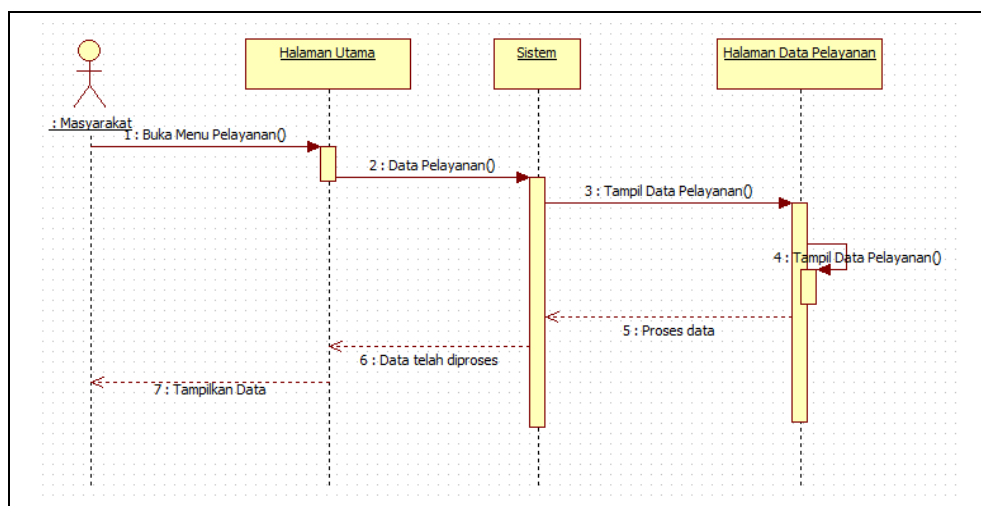 Halaman Utama
Sistem
Halaman Data Pelayanan
: Masyarakat
1 : Buka Menu Pelayanan()
2 : Data Pelayanan()
3 : Tampil Data Pelayanan()
4 : Tampil Data Pelayanan()
5 : Proses data
6 : Data telah diproses
7 : Tampilkan Data